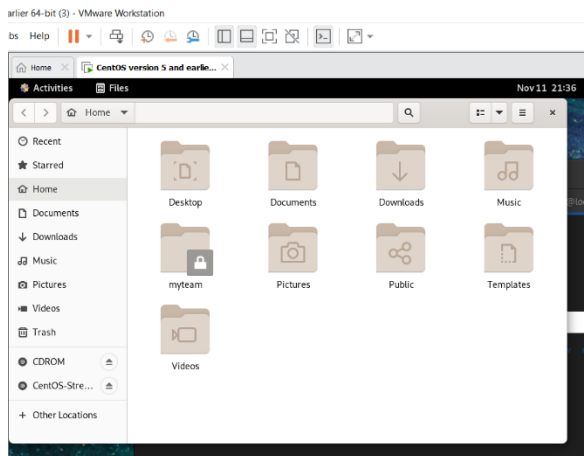 arlier 64-bit (3) - VMware Workstation
bs Help
Home CentOS version 5 and earlie...
Activities Files Nov 11 21:36
Home
Recent
Starred
Home
Documents
Downloads
Music
Pictures
Videos
Trash
CDROM
CentOS-Stre...
+ Other Locations
Desktop Documents Downloads Music
myteam Pictures Public Templates
Videos